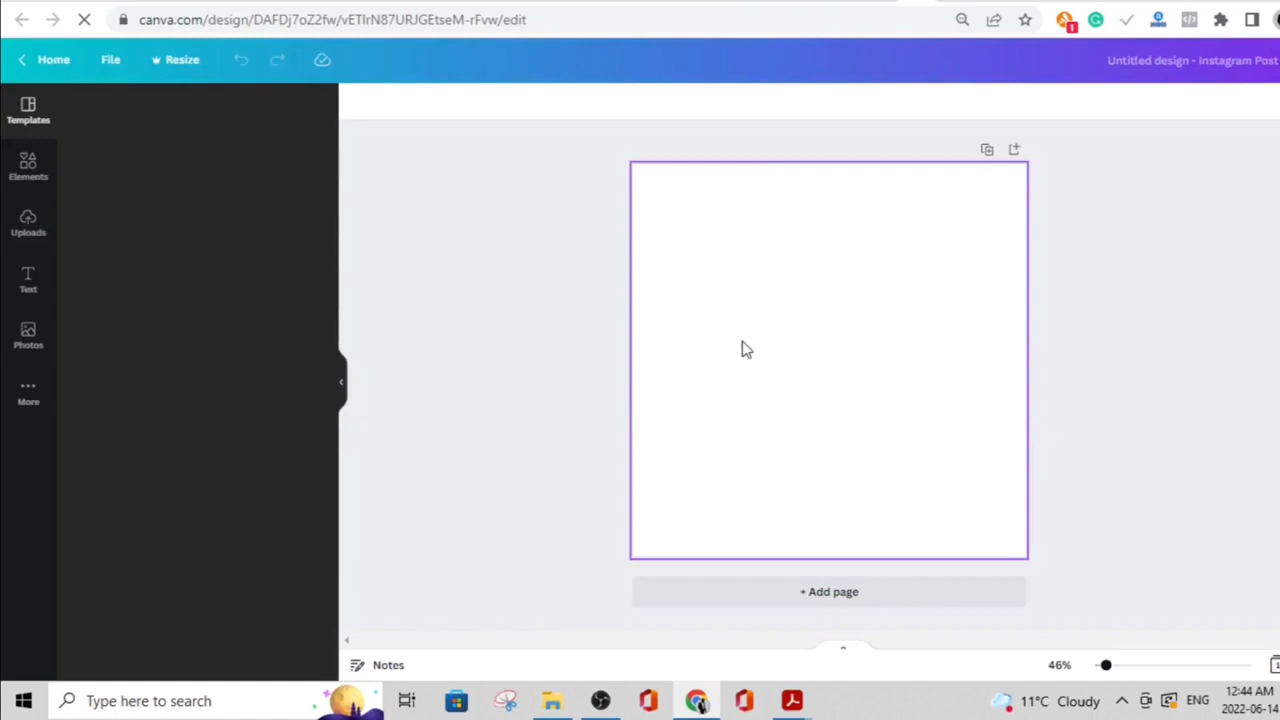 canva.com/design/DAFDj7oZ2fw/vETIrN87URJGEtseM-rFvw/edit
1
Home
File
Resize
Untitled design - Instagram Post
Templates
Elements
Uploads
Text
Photos
More
+ Add page
Notes
46%
Type here to search
11°C Cloudy
ENG
12:44 AM
2022-06-14